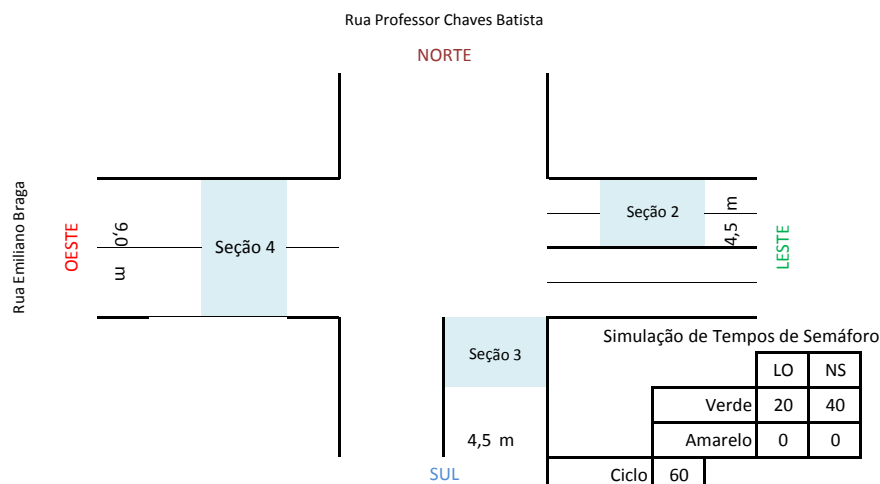 Rua Professor Chaves Batista
NORTE
Rua Emiliano Braga
OESTE
9,0 m
Seção 4
Seção 2
4,5 m
LESTE
Seção 3
4,5 m
SUL
Simulação de Tempos de Semáforo
LO NS
Verde 20 40
Amarelo 0 0
Ciclo 60